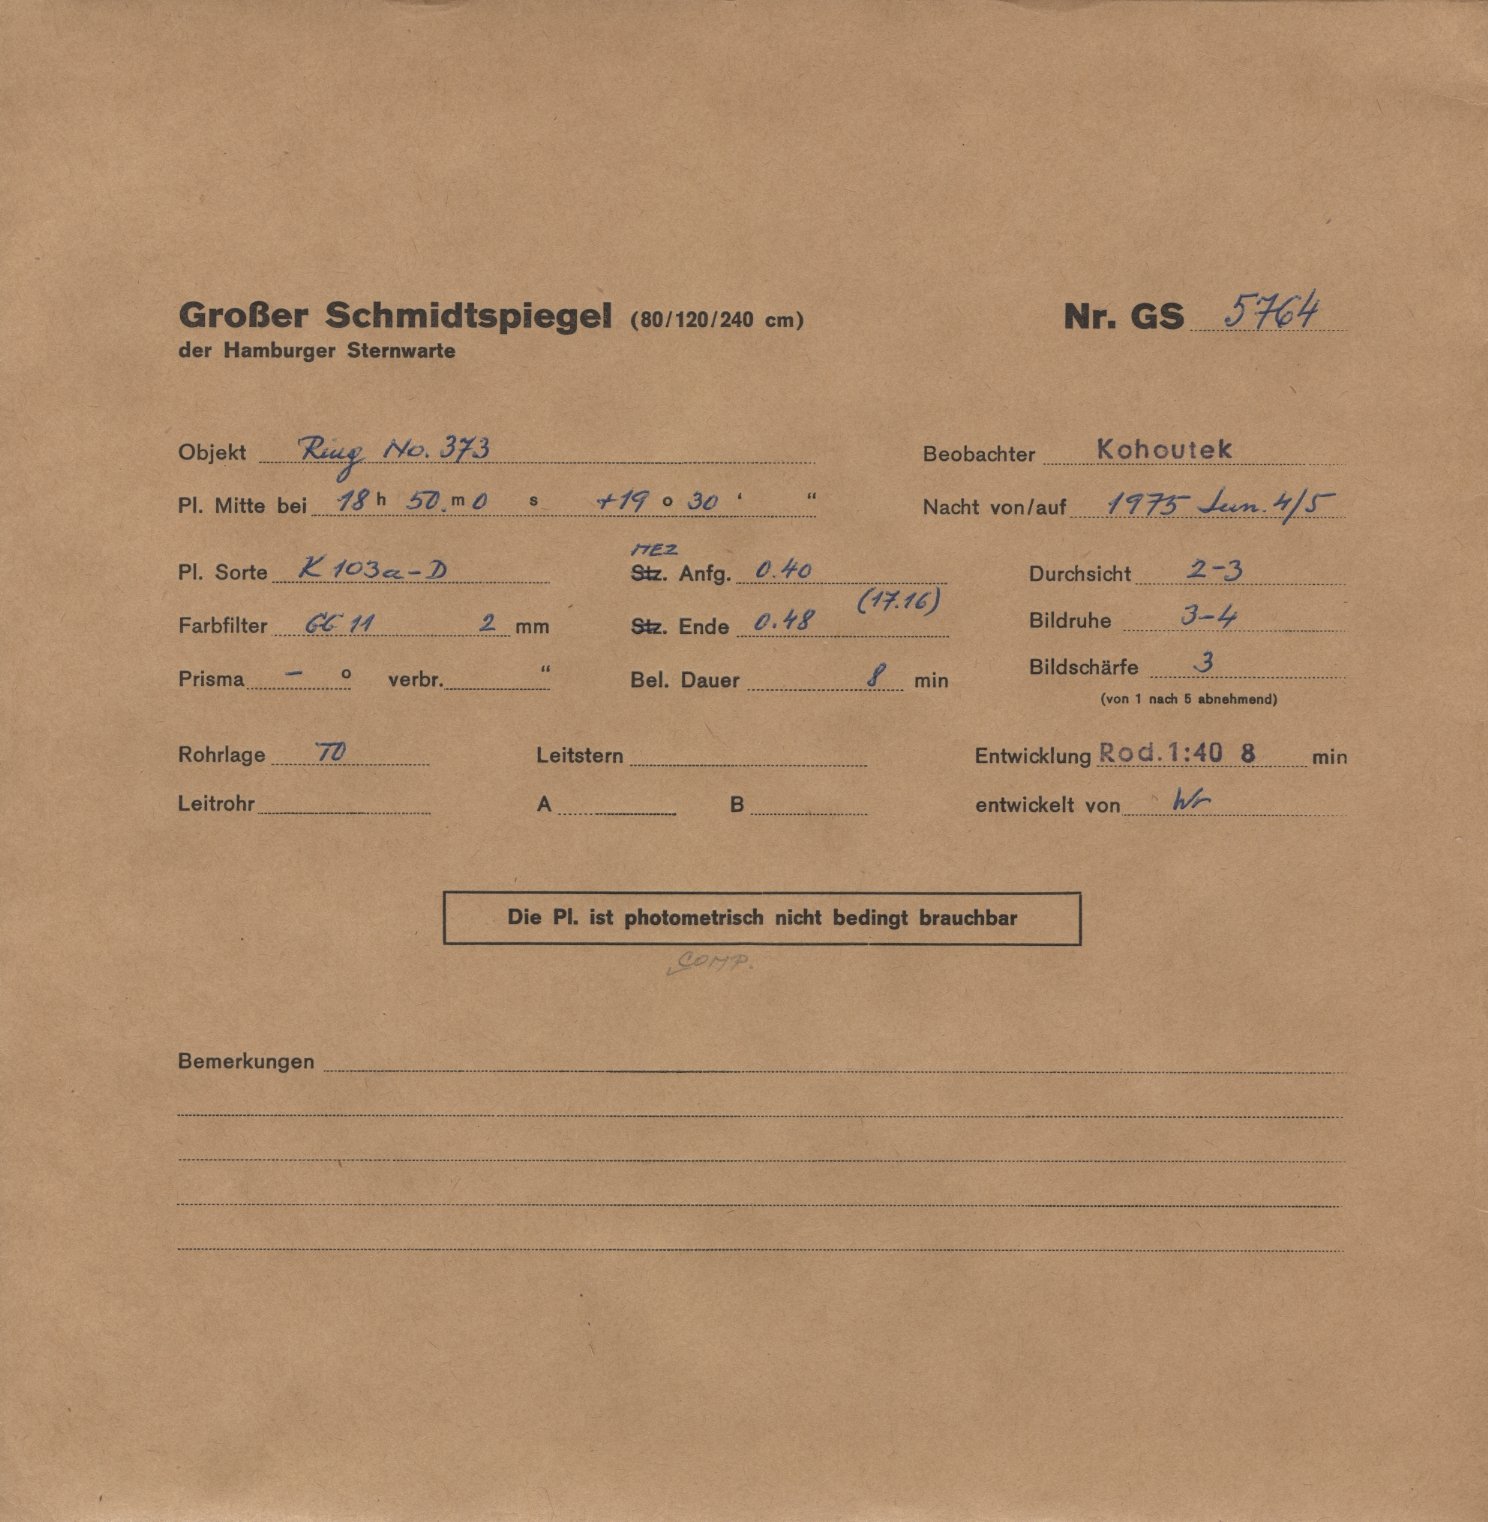 Großer Schmidtspiegel (80/120/240 cm) Nr. GS 5764
der Hamburger Sternwarte
Objekt Ring No. 373 Beobachter Kohoutek
Pl. Mitte bei 18 h 50. m 0 s +19 o 30 ‘ “ Nacht von/auf 1975 Jun. 4/5
MEZ
Pl. Sorte K 103a-D Stz. Anfg. 0.40 Durchsicht 2-3
(17.16)
Farbfilter GG 11 2 mm Stz. Ende 0.48 Bildruhe 3-4
Prisma – o verbr. “ Bel. Dauer 8 min Bildschärfe 3
(von 1 nach 5 abnehmend)
Rohrlage TO Leitstern Entwicklung Rod. 1:40 8 min
Leitrohr A B entwickelt von Wr
Die Pl. ist photometrisch nicht bedingt brauchbar
COMP.
Bemerkungen